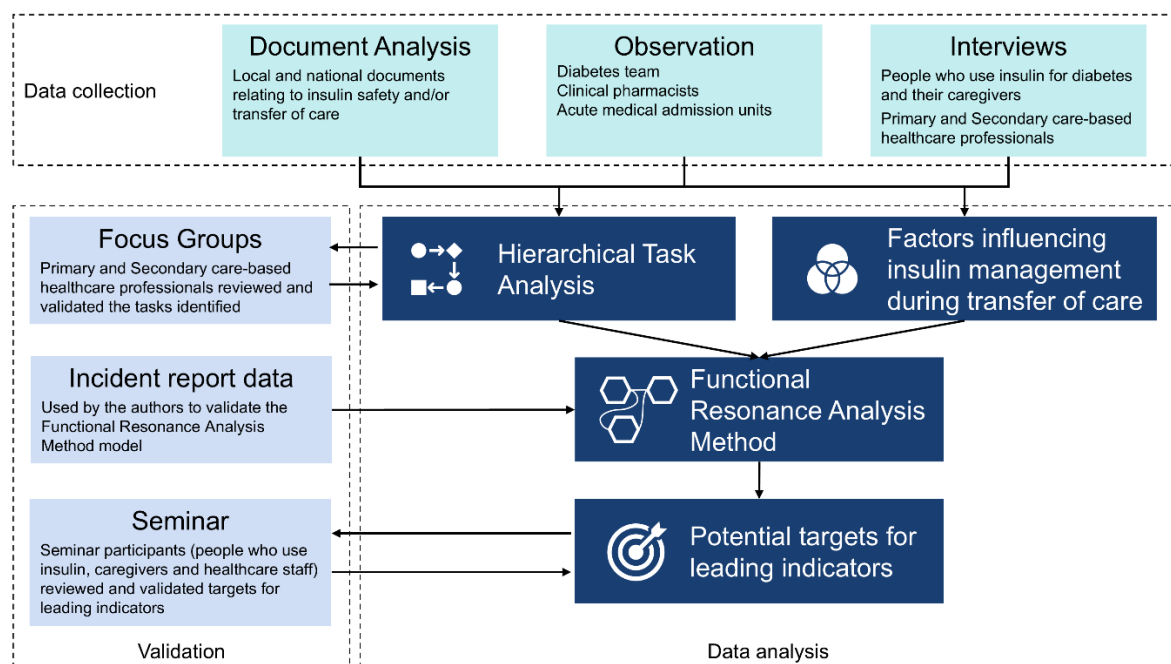 Data collection
Document Analysis
Local and national documents
relating to insulin safety and/or
transfer of care
Observation
Diabetes team
Clinical pharmacists
Acute medical admission units
Interviews
People who use insulin for diabetes
and their caregivers
Primary and Secondary care-based
healthcare professionals
Focus Groups
Primary and Secondary care-based
healthcare professionals reviewed and
validated the tasks identified
Hierarchical Task
Analysis
Factors influencing
insulin management
during transfer of care
Incident report data
Used by the authors to validate the
Functional Resonance Analysis
Method model
Functional
Resonance Analysis
Method
Seminar
Seminar participants (people who use
insulin, caregivers and healthcare staff)
reviewed and validated targets for
leading indicators
Potential targets for
leading indicators
Validation
Data analysis